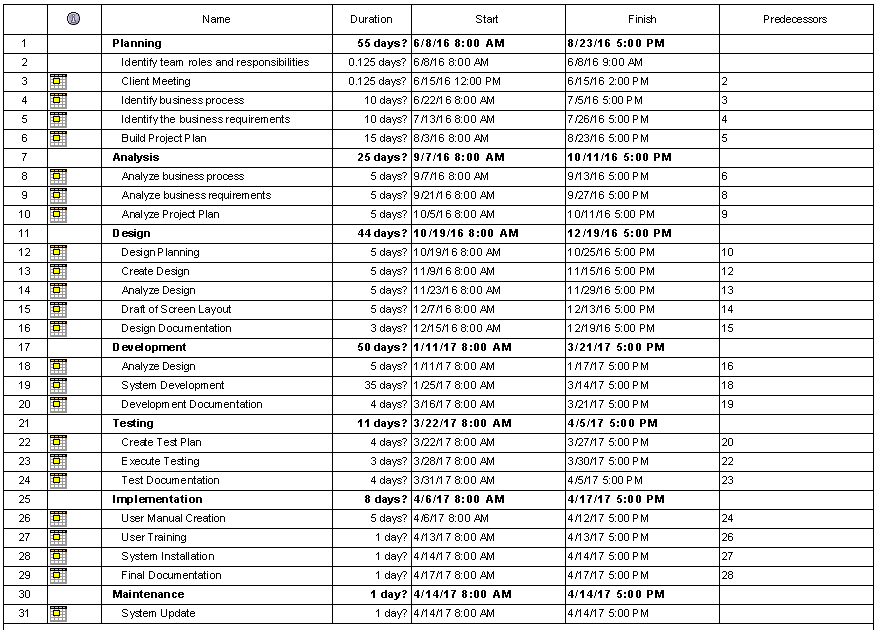 Name Duration Start Finish Predecessors
1 Planning 55 days? 6/8/16 8:00 AM 8/23/16 5:00 PM
2 Identify team roles and responsibilities 0.125 days? 6/8/16 8:00 AM 6/8/16 9:00 AM
3 Client Meeting 0.125 days? 6/15/16 12:00 PM 6/15/16 2:00 PM 2
4 Identify business process 10 days? 6/22/16 8:00 AM 7/5/16 5:00 PM 3
5 Identify the business requirements 10 days? 7/13/16 8:00 AM 7/26/16 5:00 PM 4
6 Build Project Plan 15 days? 8/3/16 8:00 AM 8/23/16 5:00 PM 5
7 Analysis 25 days? 9/7/16 8:00 AM 10/11/16 5:00 PM
8 Analyze business process 5 days? 9/7/16 8:00 AM 9/13/16 5:00 PM 6
9 Analyze business requirements 5 days? 9/21/16 8:00 AM 9/27/16 5:00 PM 8
10 Analyze Project Plan 5 days? 10/5/16 8:00 AM 10/11/16 5:00 PM 9
11 Design 44 days? 10/19/16 8:00 AM 12/19/16 5:00 PM
12 Design Planning 5 days? 10/19/16 8:00 AM 10/25/16 5:00 PM 10
13 Create Design 5 days? 11/9/16 8:00 AM 11/15/16 5:00 PM 12
14 Analyze Design 5 days? 11/23/16 8:00 AM 11/29/16 5:00 PM 13
15 Draft of Screen Layout 5 days? 12/7/16 8:00 AM 12/13/16 5:00 PM 14
16 Design Documentation 3 days? 12/15/16 8:00 AM 12/19/16 5:00 PM 15
17 Development 50 days? 1/11/17 8:00 AM 3/21/17 5:00 PM
18 Analyze Design 5 days? 1/11/17 8:00 AM 1/17/17 5:00 PM 16
19 System Development 35 days? 1/25/17 8:00 AM 3/14/17 5:00 PM 18
20 Development Documentation 4 days? 3/16/17 8:00 AM 3/21/17 5:00 PM 19
21 Testing 11 days? 3/22/17 8:00 AM 4/5/17 5:00 PM
22 Create Test Plan 4 days? 3/22/17 8:00 AM 3/27/17 5:00 PM 20
23 Execute Testing 3 days? 3/28/17 8:00 AM 3/30/17 5:00 PM 22
24 Test Documentation 4 days? 3/31/17 8:00 AM 4/5/17 5:00 PM 23
25 Implementation 8 days? 4/6/17 8:00 AM 4/17/17 5:00 PM
26 User Manual Creation 5 days? 4/6/17 8:00 AM 4/12/17 5:00 PM 24
27 User Training 1 day? 4/13/17 8:00 AM 4/13/17 5:00 PM 26
28 System Installation 1 day? 4/14/17 8:00 AM 4/14/17 5:00 PM 27
29 Final Documentation 1 day? 4/17/17 8:00 AM 4/17/17 5:00 PM 28
30 Maintenance 1 day? 4/14/17 8:00 AM 4/14/17 5:00 PM
31 System Update 1 day? 4/14/17 8:00 AM 4/14/17 5:00 PM